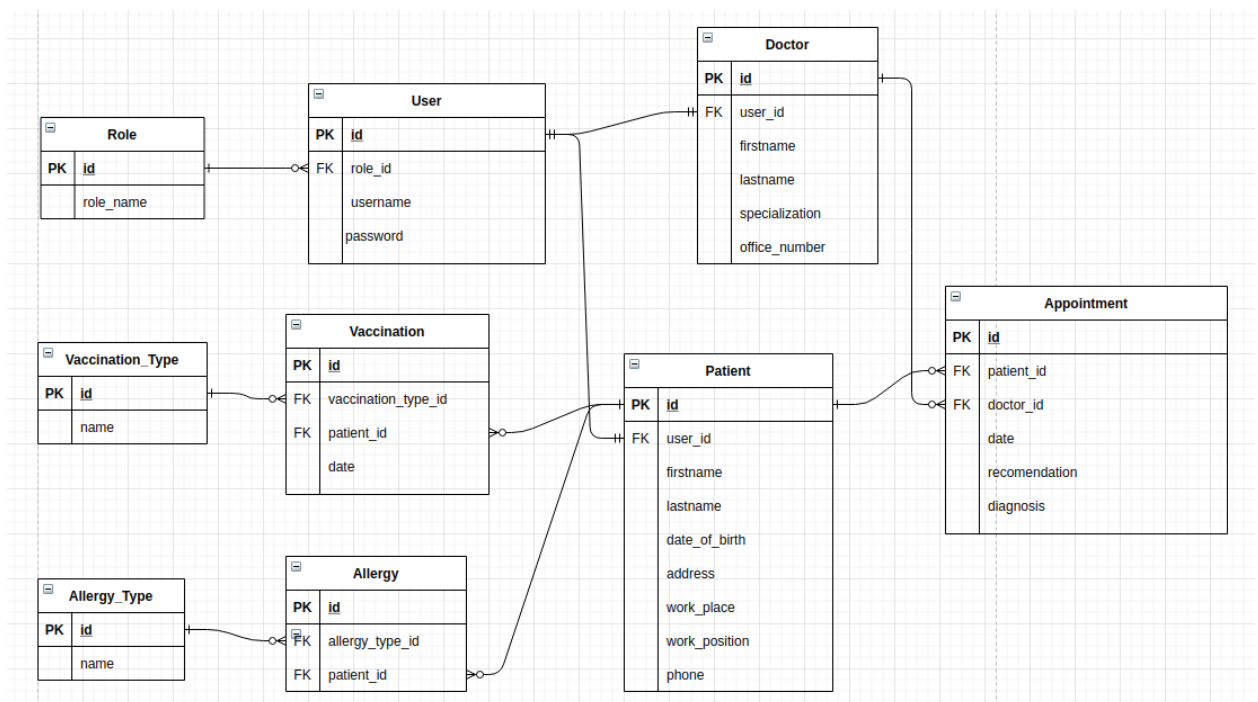 Role
PK id
role_name
User
PK id
FK role_id
username
password
Doctor
PK id
FK user_id
firstname
lastname
specialization
office_number
Vaccination_Type
PK id
name
Vaccination
PK id
FK vaccination_type_id
FK patient_id
date
Patient
PK id
FK user_id
firstname
lastname
date_of_birth
address
work_place
work_position
phone
Appointment
PK id
FK patient_id
FK doctor_id
date
recomendation
diagnosis
Allergy_Type
PK id
name
Allergy
PK id
FK allergy_type_id
FK patient_id